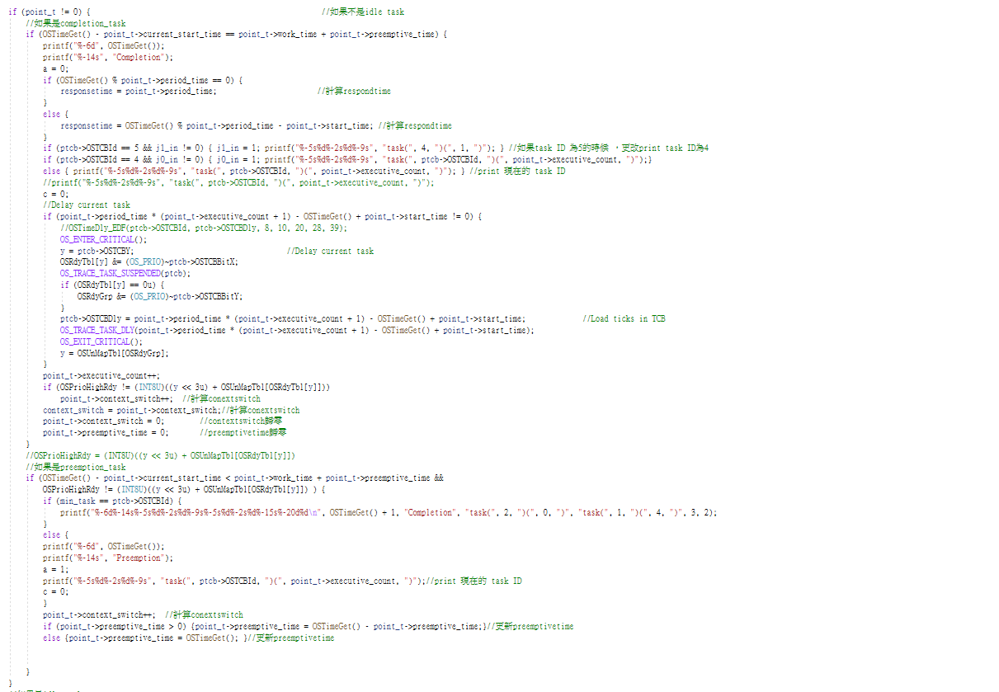 if (point_t != 0) { //如果不是idle task
//如果是completion_task
if (OSTimeGet() - point_t->current_start_time == point_t->work_time + point_t->preemptive_time) {
printf("%-6d", OSTimeGet());
printf("%-14s", "Completion");
a = 0;
if (OSTimeGet() % point_t->period_time == 0) {
responsetime = point_t->period_time; //計算respondtime
}
else {
responsetime = OSTimeGet() % point_t->period_time - point_t->start_time; //計算respondtime
}
if (ptcb->OSTCBId == 5 && j1_in != 0) { j1_in = 1; printf("%-5s%d%-2s%d%-9s", "task(", 4, ")(", 1, ")"); } //如果task ID 為5的時候 ，更改print task ID為4
if (ptcb->OSTCBId == 4 && j0_in != 0) { j0_in = 1; printf("%-5s%d%-2s%d%-9s", "task(", ptcb->OSTCBId, ")(", point_t->executive_count, ")");}
else { printf("%-5s%d%-2s%d%-9s", "task(", ptcb->OSTCBId, ")(", point_t->executive_count, ")"); } //print 現在的 task ID
//printf("%-5s%d%-2s%d%-9s", "task(", ptcb->OSTCBId, ")(", point_t->executive_count, ")");
c = 0;
//Delay current task
if (point_t->period_time * (point_t->executive_count + 1) - OSTimeGet() + point_t->start_time != 0) {
//OSTimeDly_EDF(ptcb->OSTCBId, ptcb->OSTCBDly, 8, 10, 20, 28, 39);
OS_ENTER_CRITICAL();
y = ptcb->OSTCBY; //Delay current task
OSRdyTbl[y] &= (OS_PRIO)~ptcb->OSTCBBitX;
OS_TRACE_TASK_SUSPENDED(ptcb);
if (OSRdyTbl[y] == 0u) {
OSRdyGrp &= (OS_PRIO)~ptcb->OSTCBBitY;
}
ptcb->OSTCBDly = point_t->period_time * (point_t->executive_count + 1) - OSTimeGet() + point_t->start_time; //Load ticks in TCB
OS_TRACE_TASK_DLY(point_t->period_time * (point_t->executive_count + 1) - OSTimeGet() + point_t->start_time);
OS_EXIT_CRITICAL();
y = OSUnMapTbl[OSRdyGrp];
}
point_t->executive_count++;
if (OSPrioHighRdy != (INT8U)((y << 3u) + OSUnMapTbl[OSRdyTbl[y]]))
point_t->context_switch++; //計算conextswitch
context_switch = point_t->context_switch;//計算conextswitch
point_t->context_switch = 0; //contextswitch歸零
point_t->preemptive_time = 0; //preemptivetime歸零
}
//OSPrioHighRdy = (INT8U)((y << 3u) + OSUnMapTbl[OSRdyTbl[y]])
//如果是preemption_task
if (OSTimeGet() - point_t->current_start_time < point_t->work_time + point_t->preemptive_time &&
OSPrioHighRdy != (INT8U)((y << 3u) + OSUnMapTbl[OSRdyTbl[y]]) ) {
if (min_task == ptcb->OSTCBId) {
printf("%-6d%-14s%-5s%d%-2s%d%-9s%-5s%d%-2s%d%-15s%-20d%d\n", OSTimeGet() + 1, "Completion", "task(", 2, ")(", 0, ")", "task(", 1, ")(", 4, ")", 3, 2);
}
else {
printf("%-6d", OSTimeGet());
printf("%-14s", "Preemption");
a = 1;
printf("%-5s%d%-2s%d%-9s", "task(", ptcb->OSTCBId, ")(", point_t->executive_count, ")");//print 現在的 task ID
c = 0;
}
point_t->context_switch++; //計算conextswitch
if (point_t->preemptive_time > 0) {point_t->preemptive_time = OSTimeGet() - point_t->preemptive_time;}//更新preemptivetime
else {point_t->preemptive_time = OSTimeGet(); }//更新preemptivetime
}
}